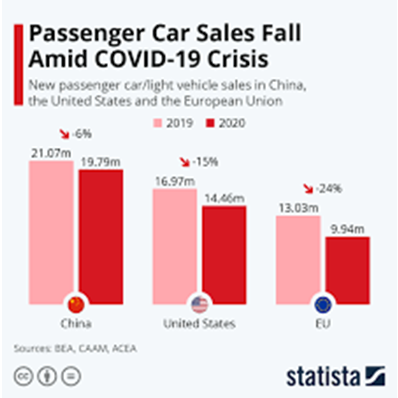 Passenger Car Sales Fall
Amid COVID-19 Crisis
New passenger car/light vehicle sales in China,
the United States and the European Union
2019 2020
-6%
21.07m 19.79m
-15%
16.97m 14.46m
-24%
13.03m 9.94m
China United States EU
Sources: BEA, CAAM, ACEA
cc
statista